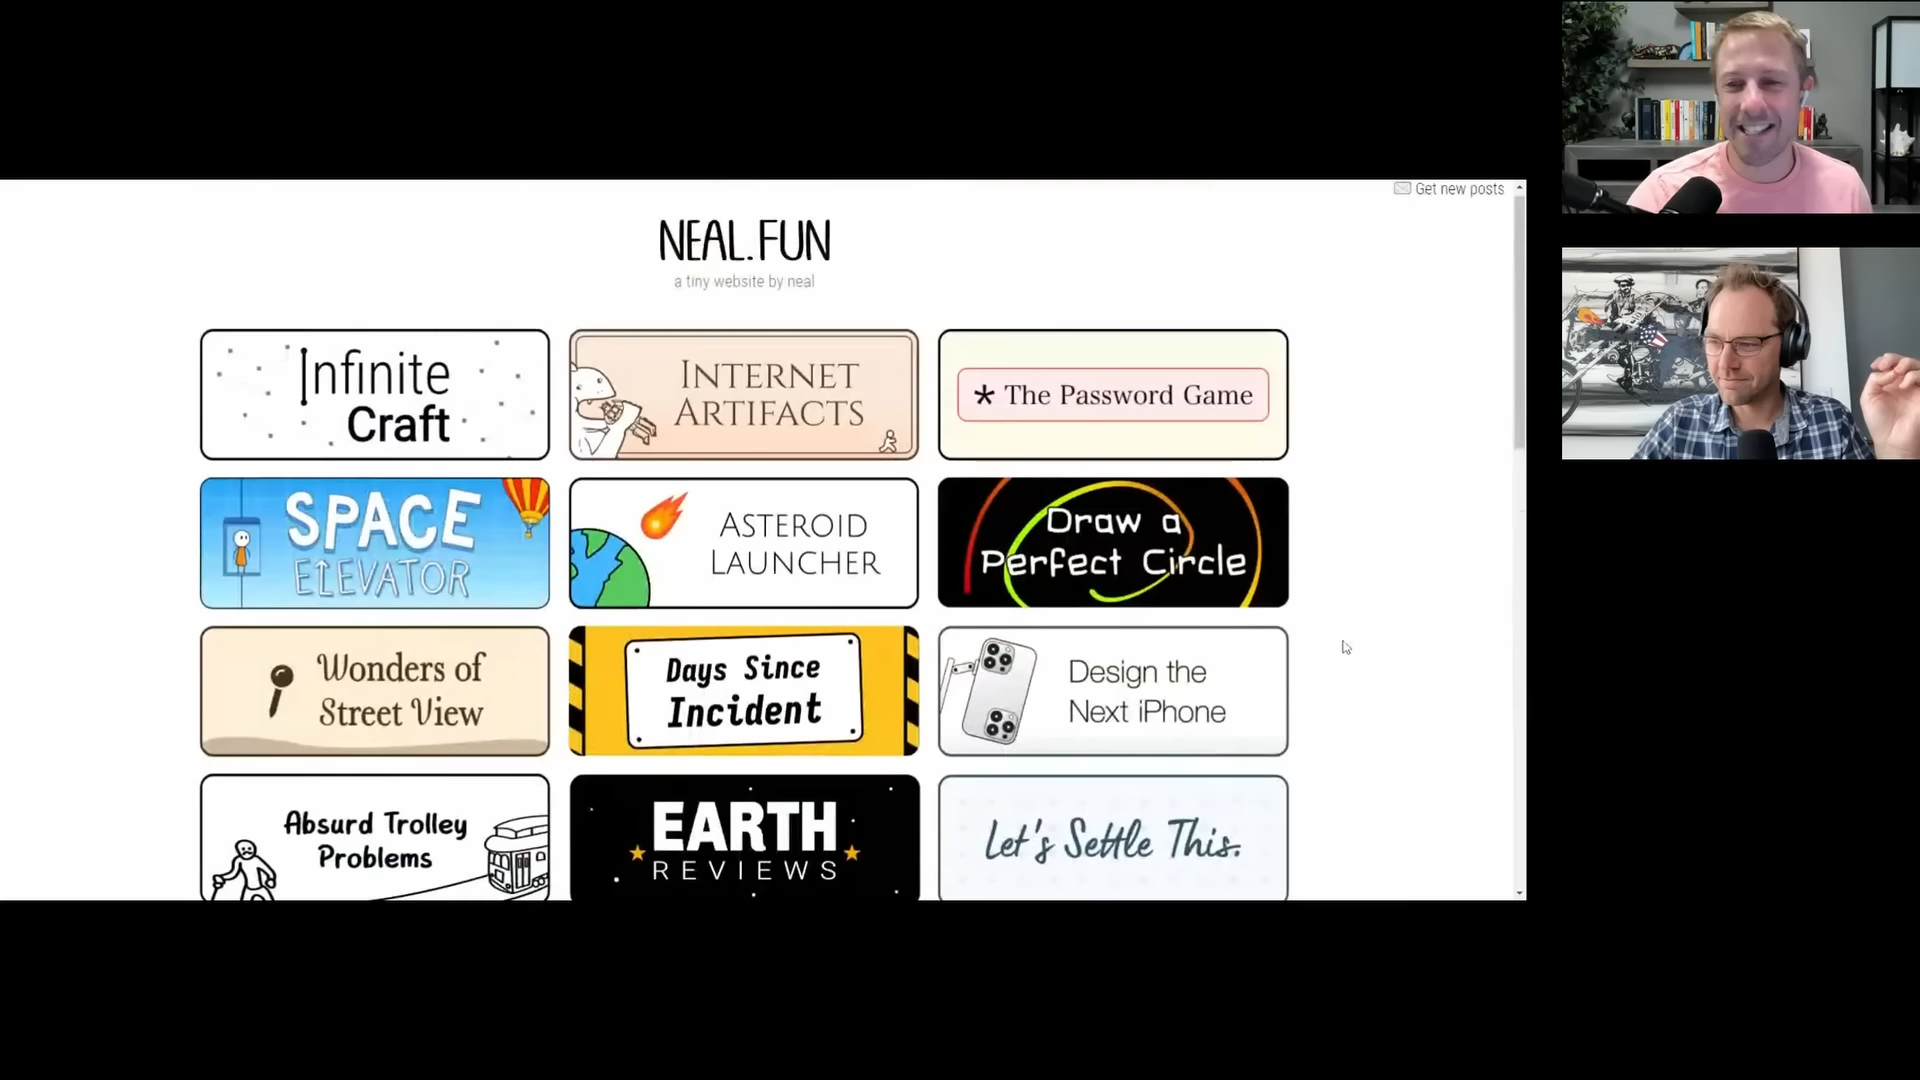 Get new posts
NEAL.FUN
a tiny website by neal
Infinite
Craft
INTERNET
ARTIFACTS
* The Password Game
SPACE
ELEVATOR
ASTEROID
LAUNCHER
Draw a
Perfect Circle
Wonders of
Street View
Days Since
Incident
Design the
Next iPhone
Absurd Trolley
Problems
EARTH
REVIEWS
Let's Settle This.